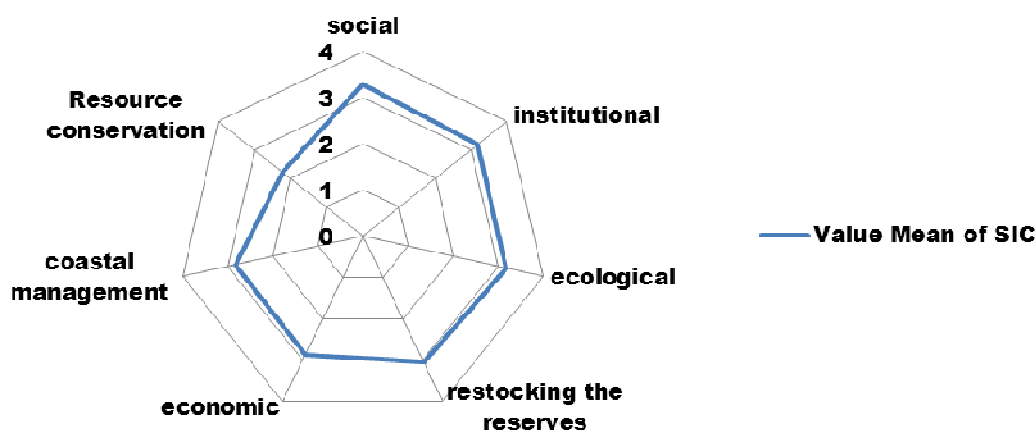 social
4
Resource
conservation
3
institutional
2
1
0
Value Mean of SIC
coastal
management
ecological
restocking the
reserves
economic